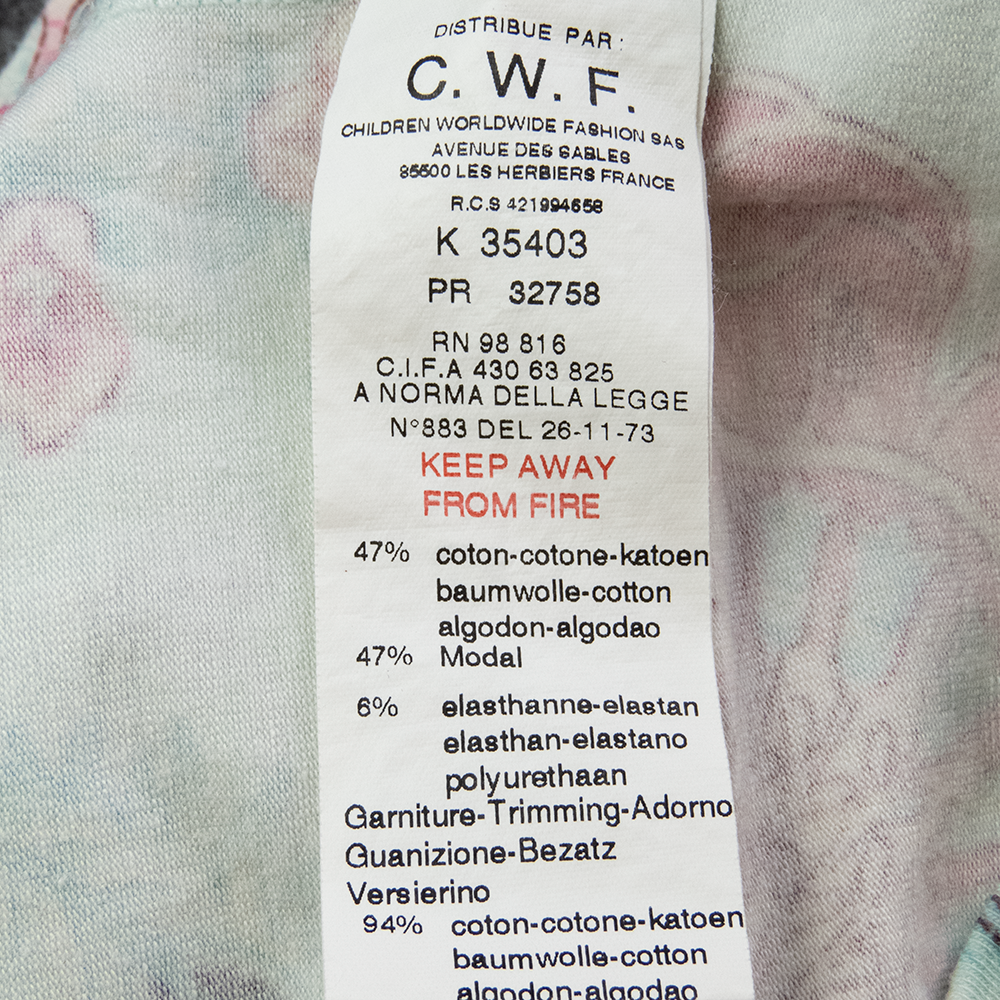 DISTRIBUE PAR :
C. W. F.
CHILDREN WORLDWIDE FASHION SAS
AVENUE DES SABLES
85500 LES HERBIERS FRANCE
R.C.S 421994658
K 35403
PR 32758
RN 98 816
C.I.F.A 430 63 825
A NORMA DELLA LEGGE
N°883 DEL 26-11-73
KEEP AWAY
FROM FIRE
47% coton-cotone-katoen
baumwolle-cotton
algodon-algodao
47% Modal
6% elasthanne-elastan
elasthan-elastano
polyurethaan
Garniture-Trimming-Adorno
Guanizione-Bezatz
Versierino
94% coton-cotone-katoen
baumwolle-cotton
algodon-algodao